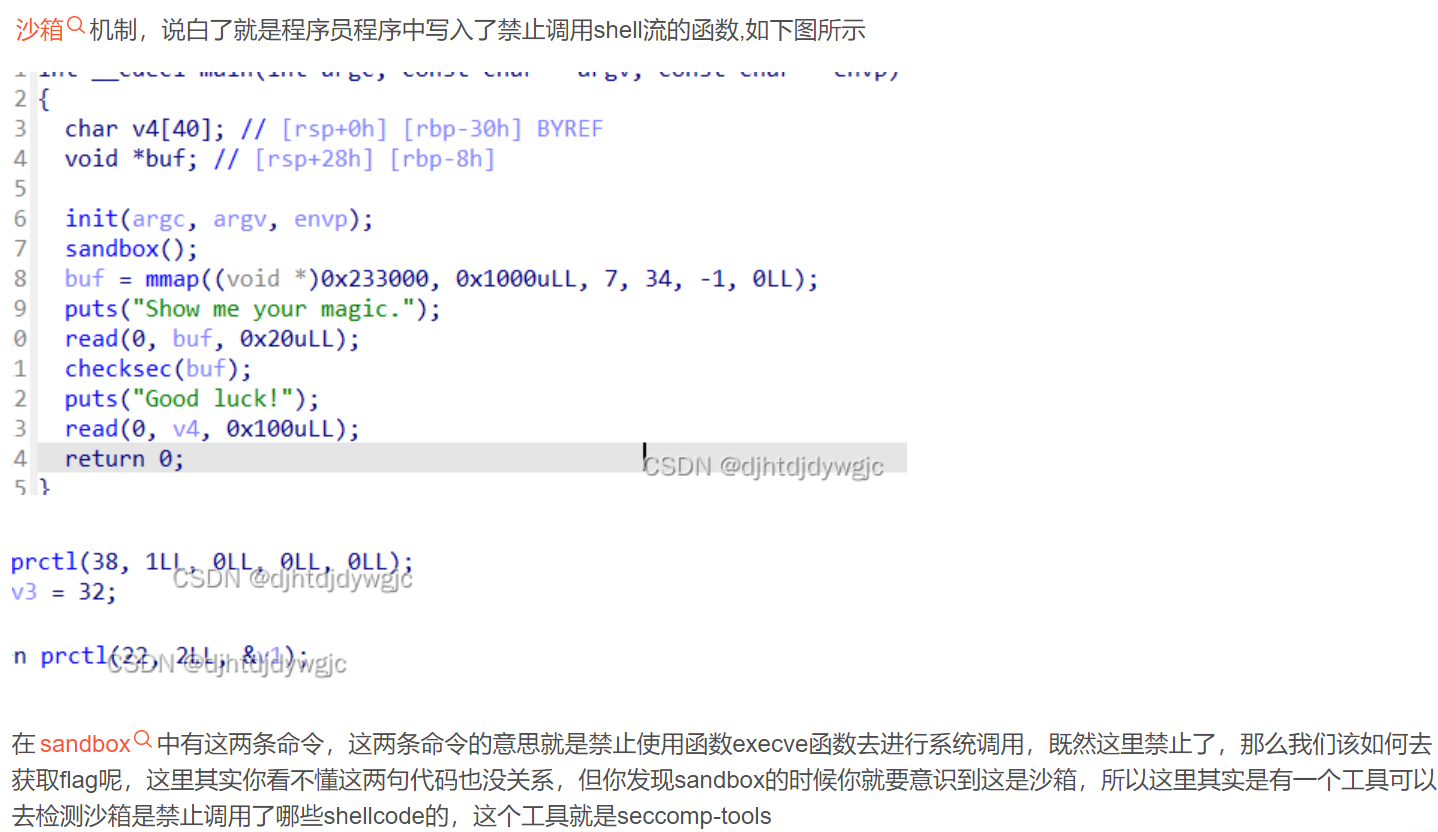 沙箱机制，说白了就是程序员程序中写入了禁止调用shell流的函数,如下图所示
1 int __cdecl main(int argc, const char **argv, const char **envp)
2 {
3 char v4[40]; // [rsp+0h] [rbp-30h] BYREF
4 void *buf; // [rsp+28h] [rbp-8h]
5
6 init(argc, argv, envp);
7 sandbox();
8 buf = mmap((void *)0x233000, 0x1000uLL, 7, 34, -1, 0LL);
9 puts("Show me your magic.");
0 read(0, buf, 0x20uLL);
1 checksec(buf);
2 puts("Good luck!");
3 read(0, v4, 0x100uLL);
4 return 0;
CSDN @djhtdjdywgjc
5 }
prctl(38, 1LL, 0LL, 0LL, 0LL);
CSDN @djhtdjdywgjc
v3 = 32;
n prctl(22, 2LL, &v1);
CSDN @djhtdjdywgjc
在 sandbox 中有这两条命令，这两条命令的意思就是禁止使用函数execve函数去进行系统调用，既然这里禁止了，那么我们该如何去
获取flag呢，这里其实你看不懂这两句代码也没关系，但你发现sandbox的时候你就要意识到这是沙箱，所以这里其实是有一个工具可以
去检测沙箱是禁止调用了哪些shellcode的，这个工具就是seccomp-tools